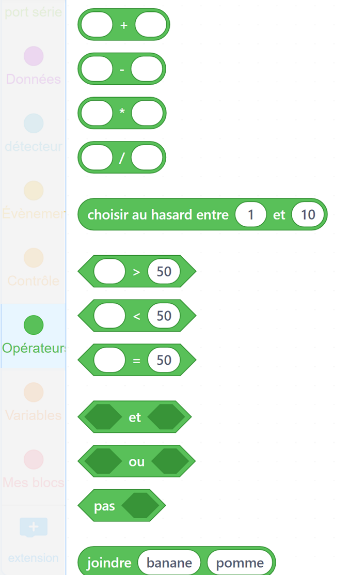 port série
Données
détecteur
Évènemen
Contrôle
Opérateurs
Variables
Mes blocs
extension
+
-
*
/
choisir au hasard entre 1 et 10
> 50
< 50
= 50
et
ou
pas
joindre banane pomme